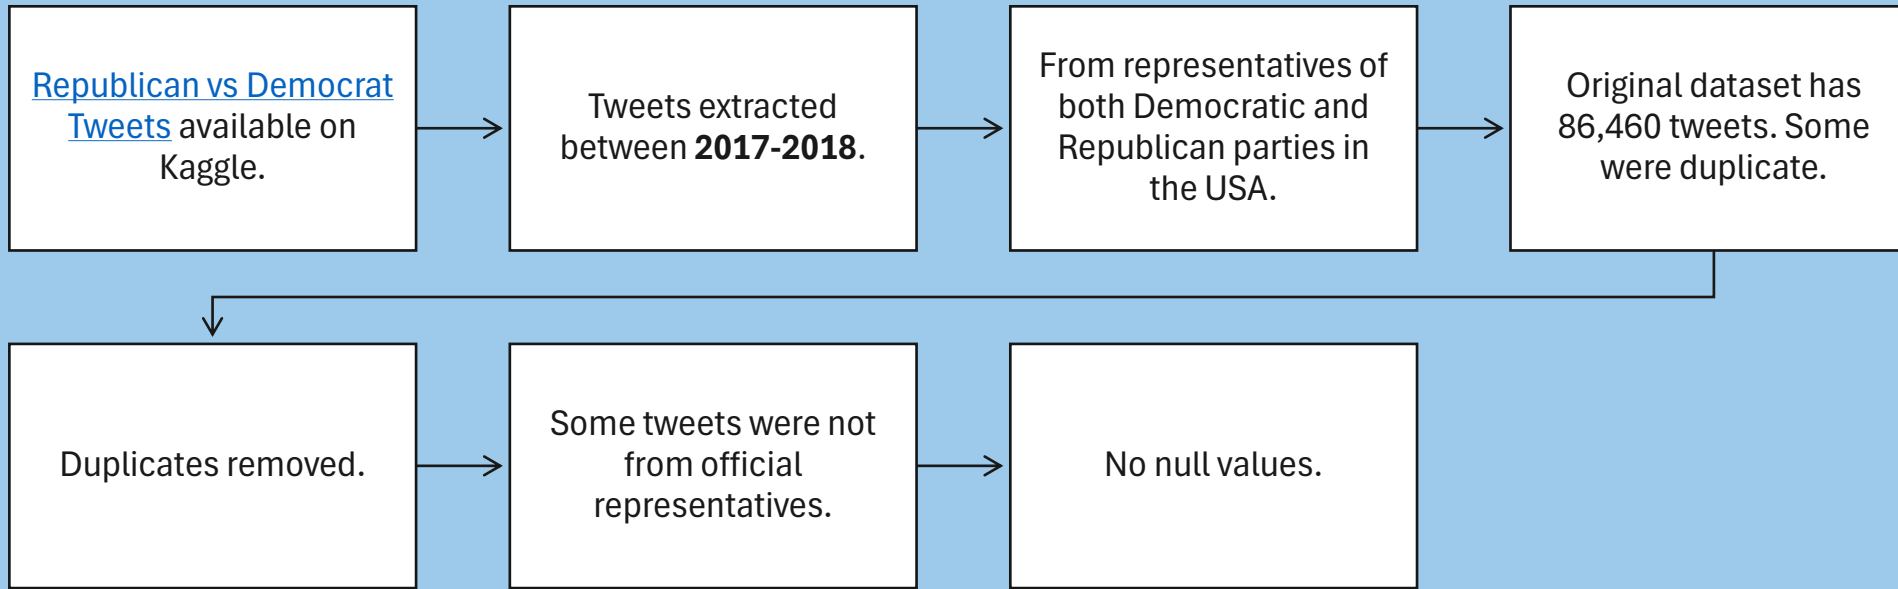 Republican vs Democrat
Tweets available on
Kaggle.
Tweets extracted
between 2017-2018.
From representatives of
both Democratic and
Republican parties in
the USA.
Original dataset has
86,460 tweets. Some
were duplicate.
Duplicates removed.
Some tweets were not
from official
representatives.
No null values.